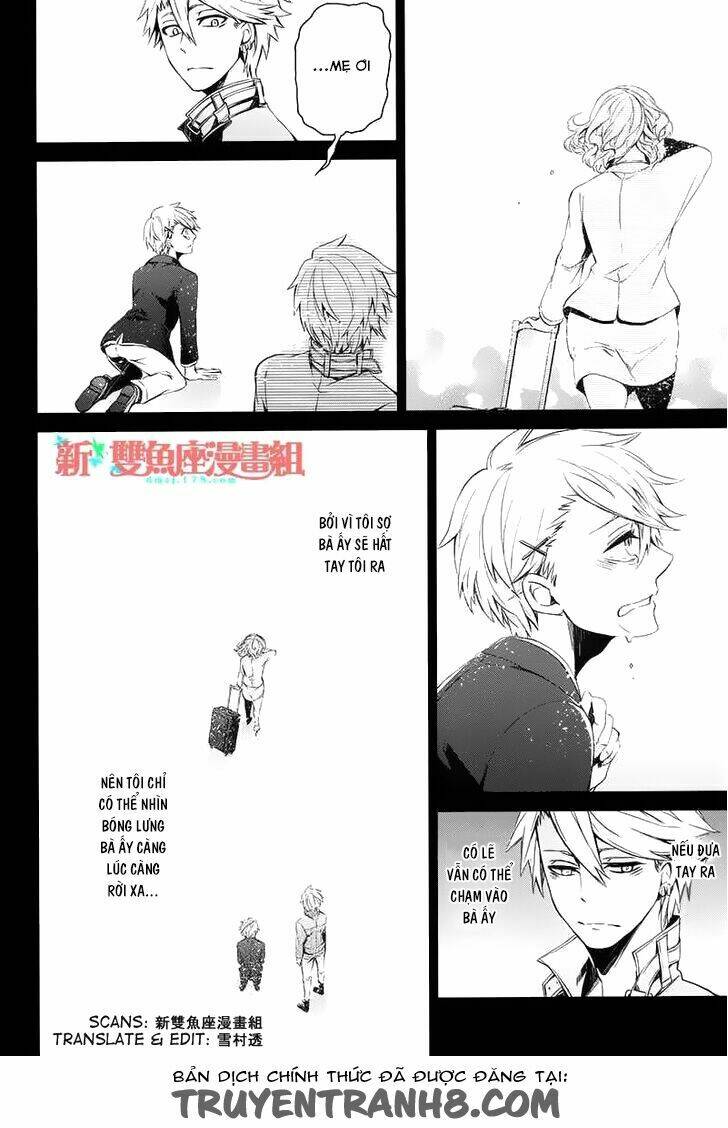 ...MẸ ƠI
新雙魚座漫畫組
dmzj.178.com
NẾU ĐƯA
TAY RA
CÓ LẼ
VẪN CÓ THỂ
CHẠM VÀO
BÀ ẤY
BỞI VÌ TÔI SỢ
BÀ ẤY SẼ HẤT
TAY TÔI RA
NÊN TÔI CHỈ
CÓ THỂ NHÌN
BÓNG LƯNG
BÀ ẤY CÀNG
LÚC CÀNG
RỜI XA...
SCANS: 新雙魚座漫畫組
TRANSLATE & EDIT: 雪村透
BẢN DỊCH CHÍNH THỨC ĐÃ ĐƯỢC ĐĂNG TẠI:
TRUYENTRANH8.COM